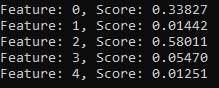 Feature: 0, Score: 0.33827
Feature: 1, Score: 0.01442
Feature: 2, Score: 0.58011
Feature: 3, Score: 0.05470
Feature: 4, Score: 0.01251